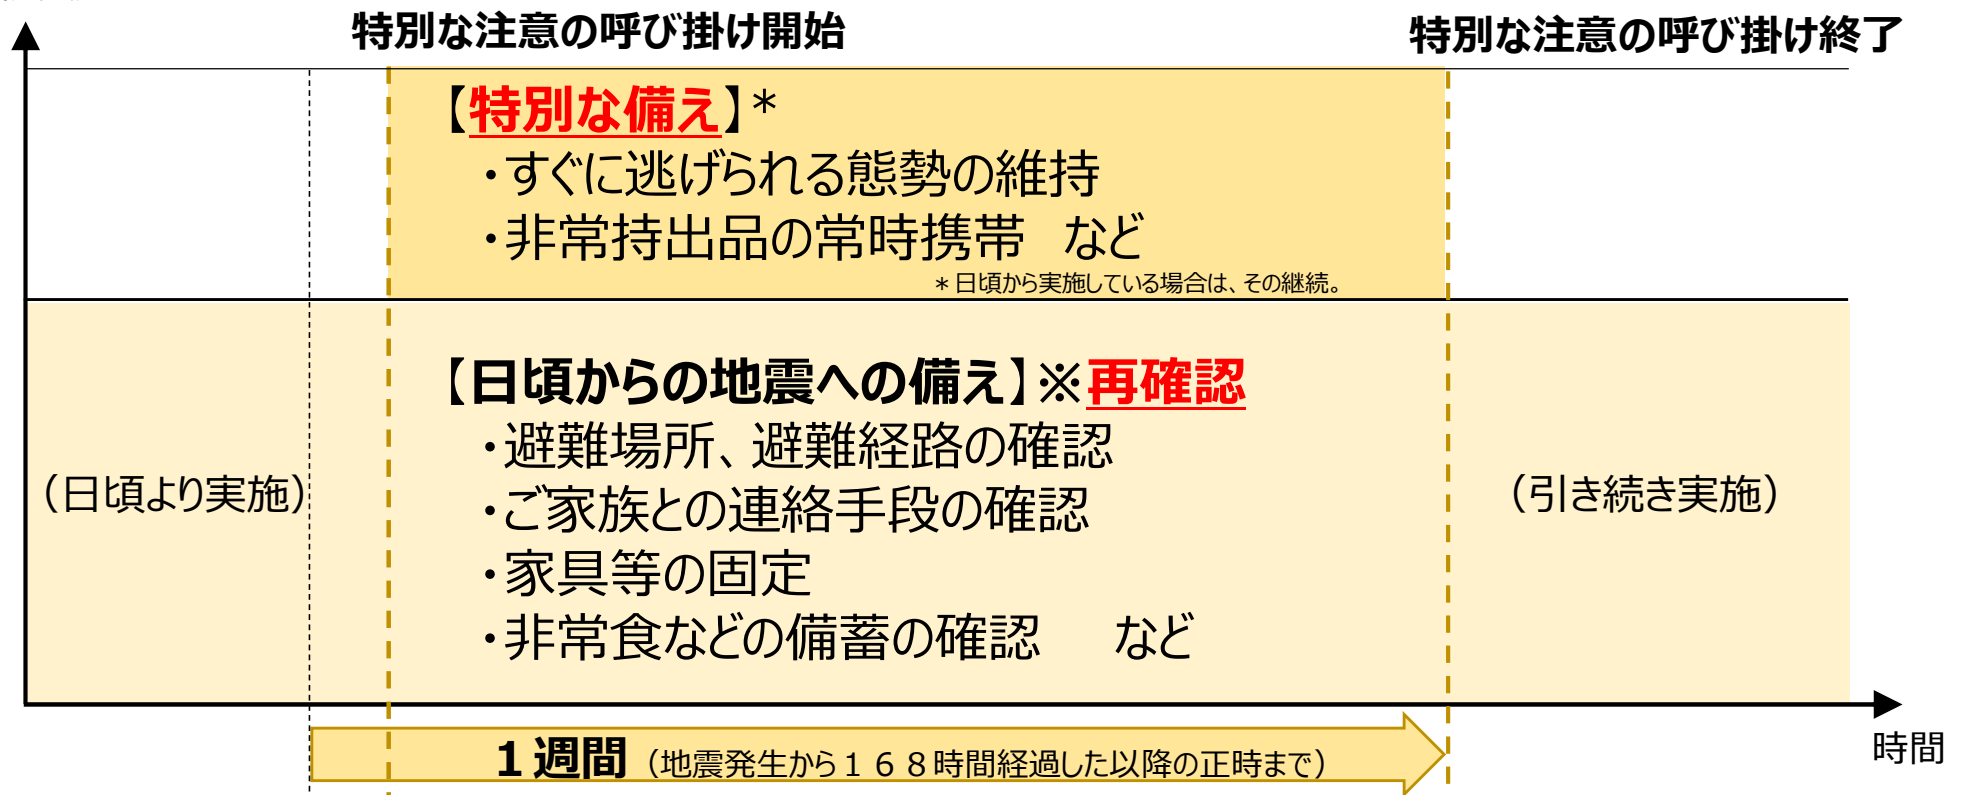 特別な注意の呼び掛け開始
特別な注意の呼び掛け終了
【特別な備え】*
・すぐに逃げられる態勢の維持
・非常持出品の常時携帯　など
*日頃から実施している場合は、その継続。
【日頃からの地震への備え】※再確認
・避難場所、避難経路の確認
・ご家族との連絡手段の確認
・家具等の固定
・非常食などの備蓄の確認　　など
（日頃より実施）
（引き続き実施）
１週間（地震発生から１６８時間経過した以降の正時まで）
時間